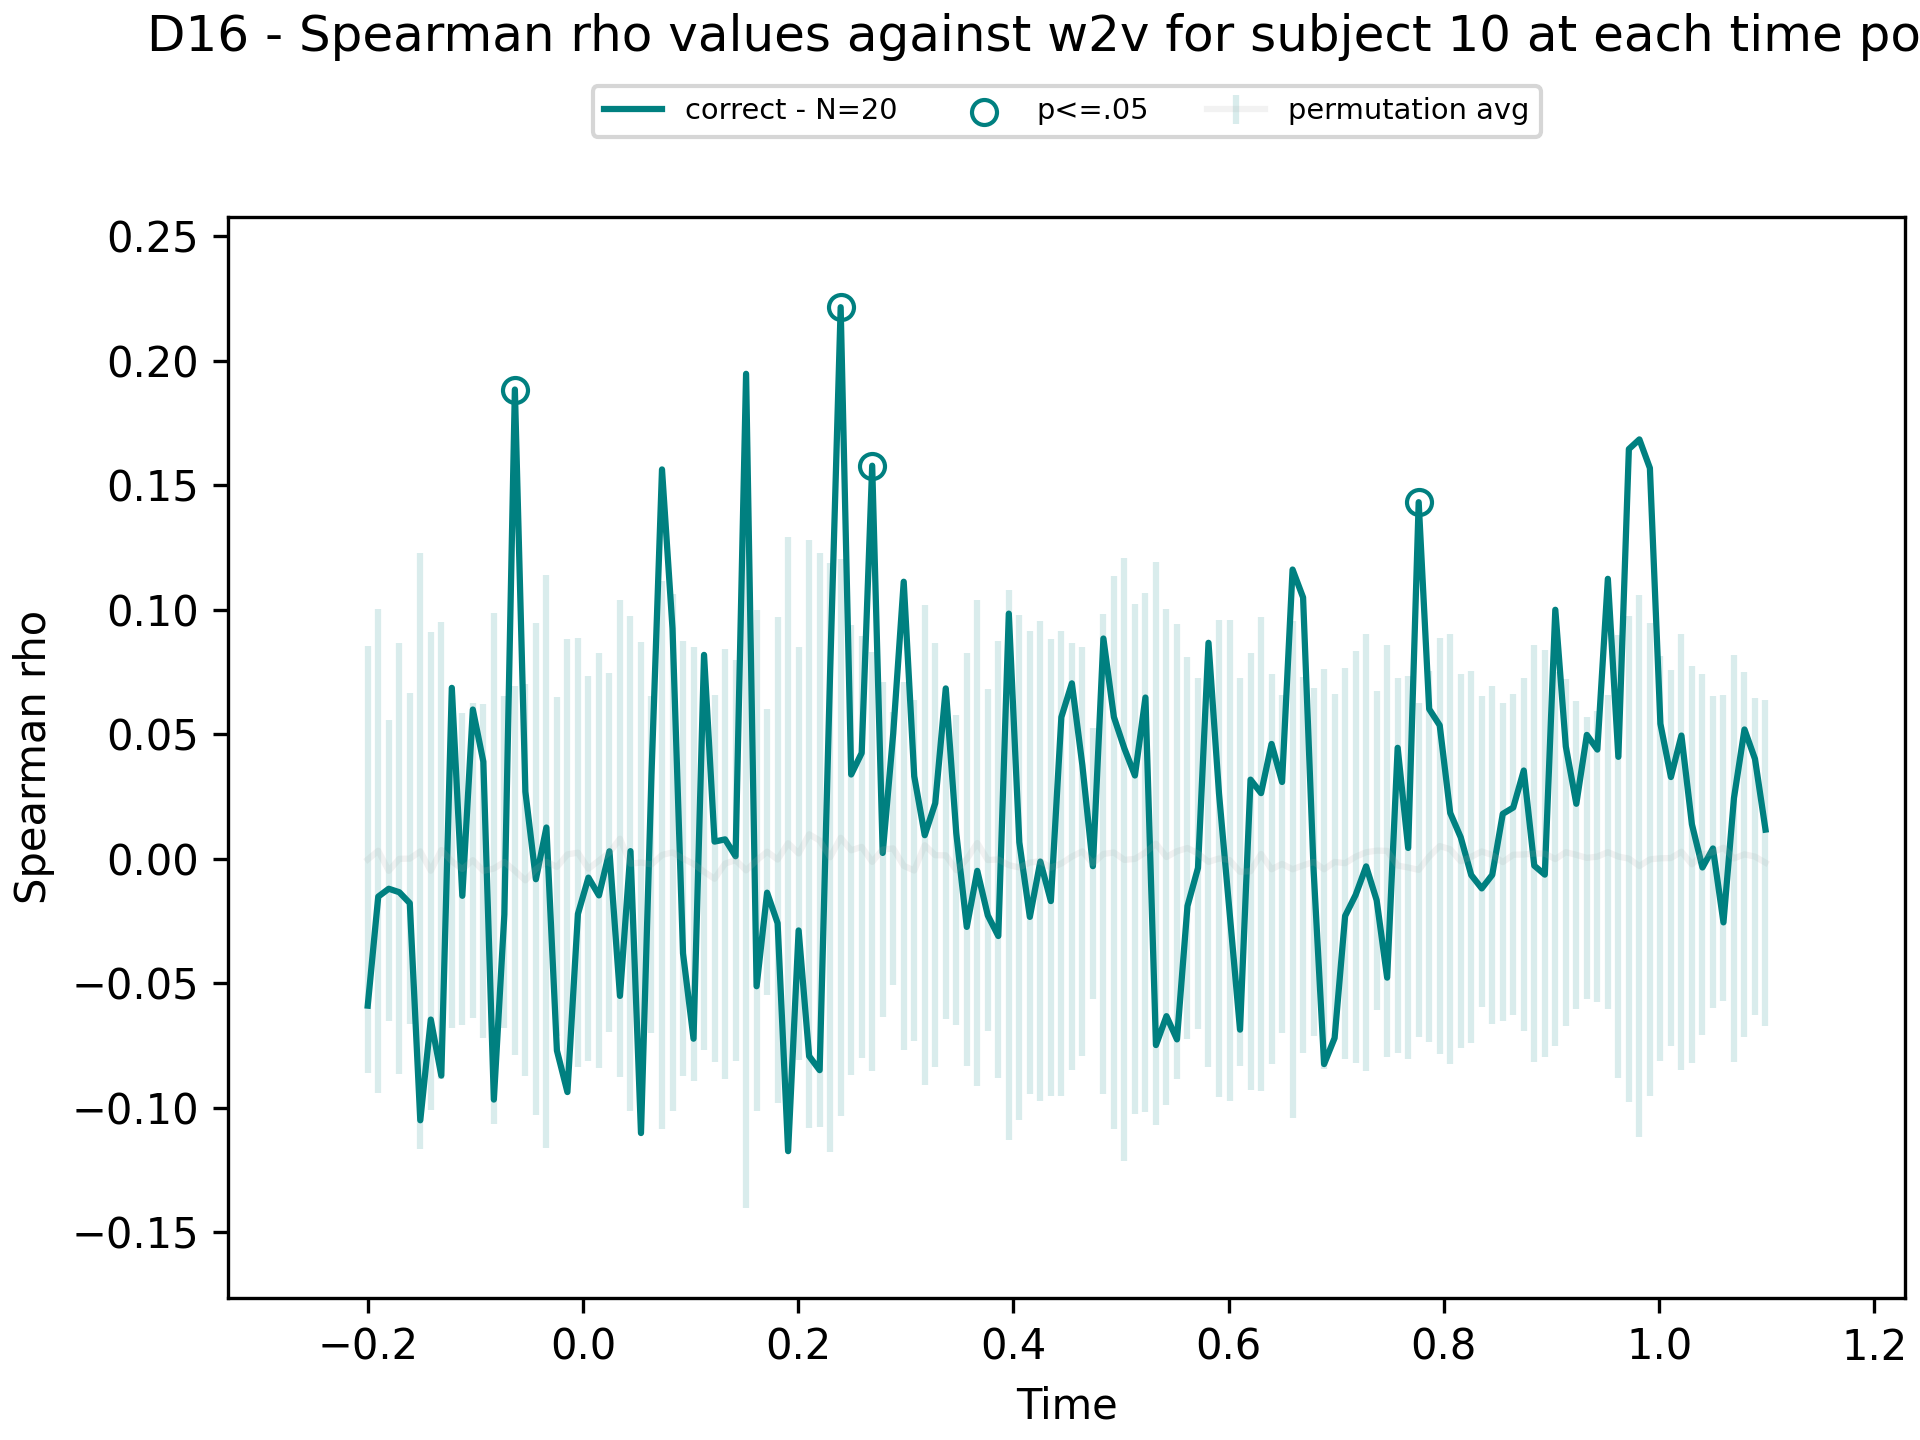 D16 - Spearman rho values against w2v for subject 10 at each time po
correct - N=20 p<=.05 permutation avg
0.25
0.20
0.15
0.10
0.05
0.00
−0.05
−0.10
−0.15
Spearman rho
−0.2 0.0 0.2 0.4 0.6 0.8 1.0 1.2
Time